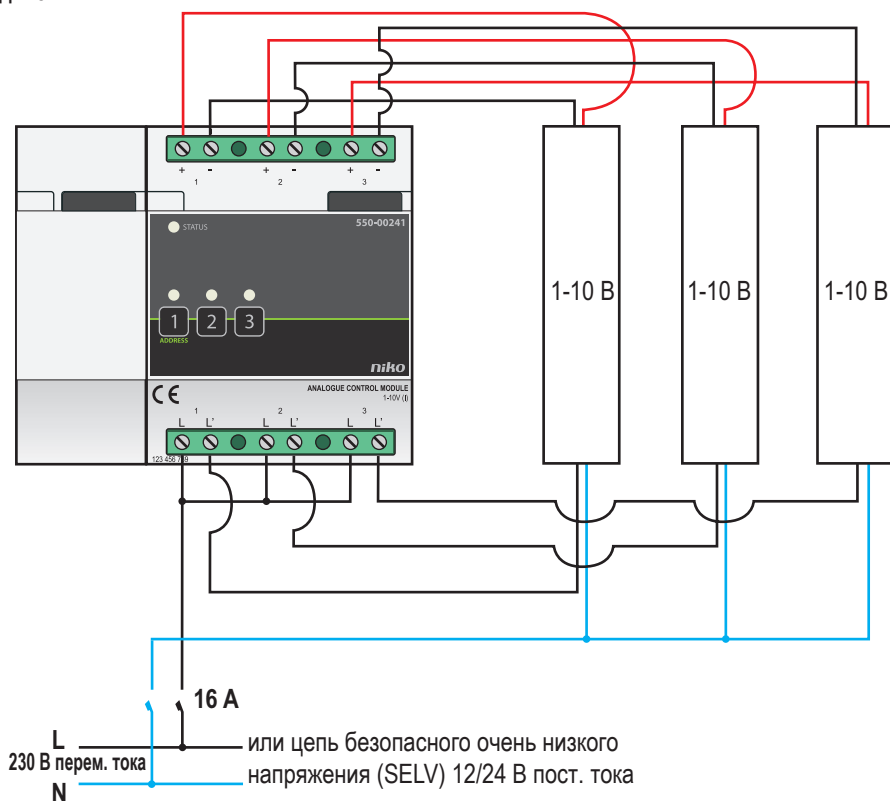 + - + - + -
1 2 3
STATUS
550-00241
1 2 3
ADDRESS
niko
CE
ANALOGUE CONTROL MODULE
1-10V (I)
1 2 3
L L' L L' L L'
123 456 789
1-10 В
1-10 В
1-10 В
16 A
L
230 В перем. тока
N
или цепь безопасного очень низкого
напряжения (SELV) 12/24 В пост. тока